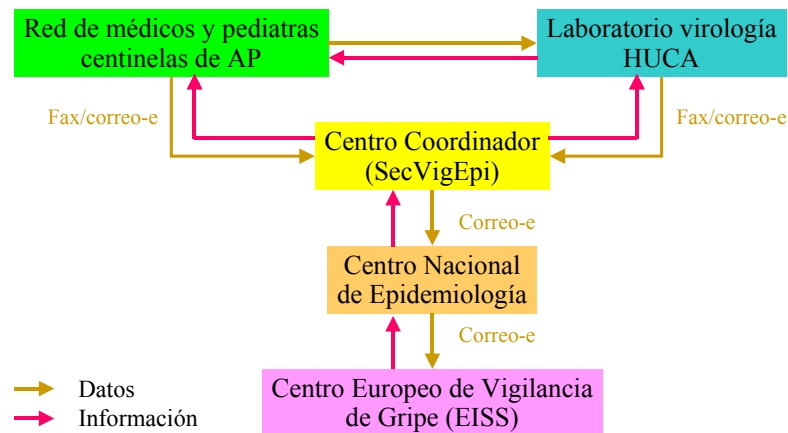 Red de médicos y pediatras
centinelas de AP
Laboratorio virología
HUCA
Fax/correo-e
Fax/correo-e
Centro Coordinador
(SecVigEpi)
Correo-e
Centro Nacional
de Epidemiología
Correo-e
Centro Europeo de Vigilancia
de Gripe (EISS)
Datos
Información